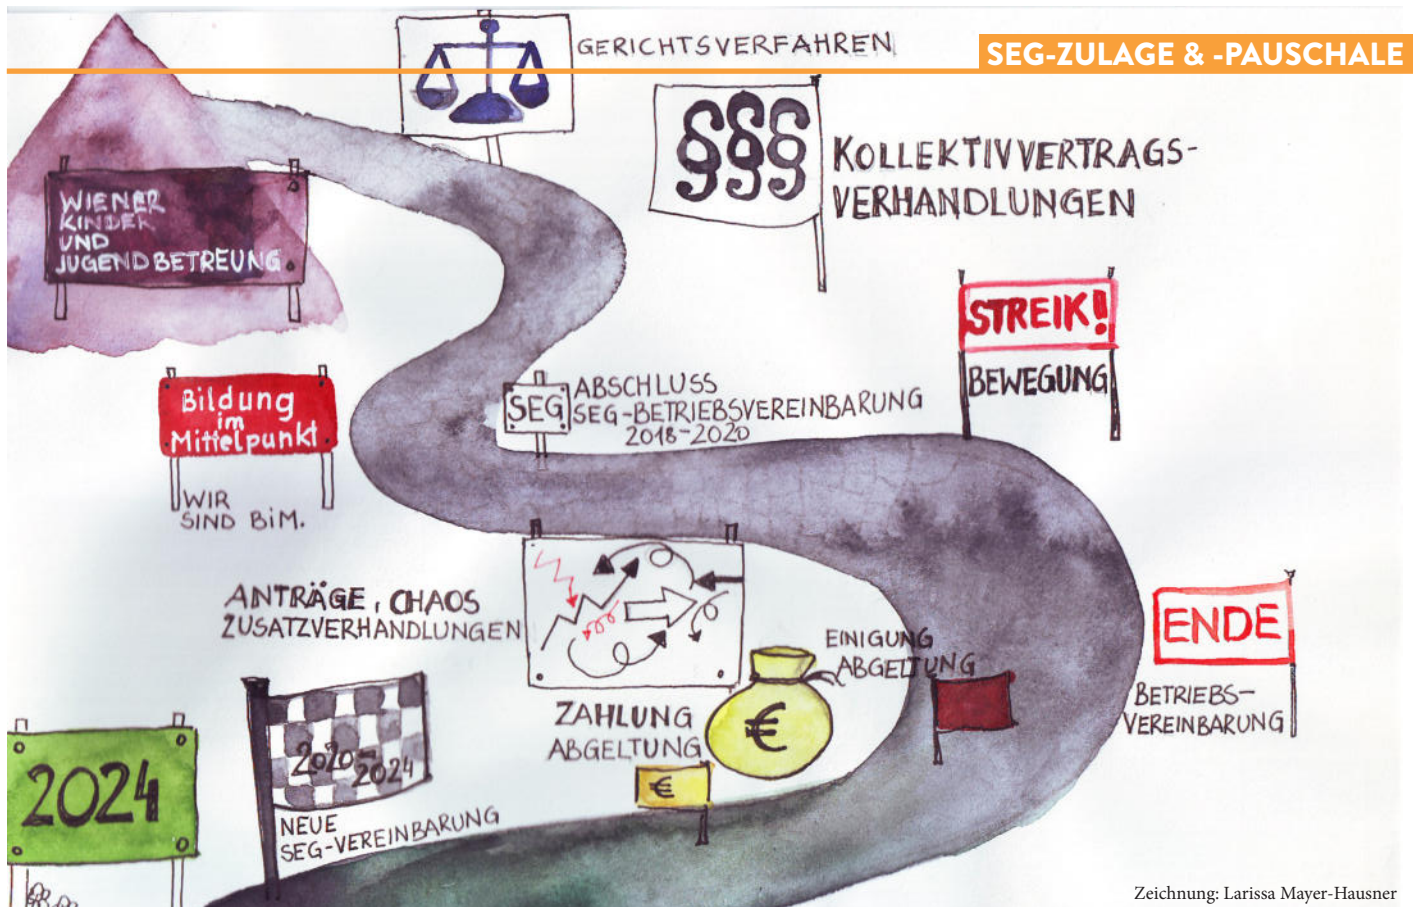 SEG-ZULAGE & -PAUSCHALE
GERICHTSVERFAHREN
§§§
KOLLEKTIVVERTRAGS-
VERHANDLUNGEN
WIENER
KINDER
UND
JUGENDBETREUNG
STREIK!
BEWEGUNG
Bildung
im
Mittelpunkt
WIR
SIND BiM.
SEG
ABSCHLUSS
SEG-BETRIEBSVEREINBARUNG
2018-2020
ANTRÄGE, CHAOS
ZUSATZVERHANDLUNGEN
ENDE
BETRIEBS-
VEREINBARUNG
EINIGUNG
ABGELTUNG
ZAHLUNG
ABGELTUNG
€
€
2020-
2024
NEUE
SEG-VEREINBARUNG
2024
Zeichnung: Larissa Mayer-Hausner